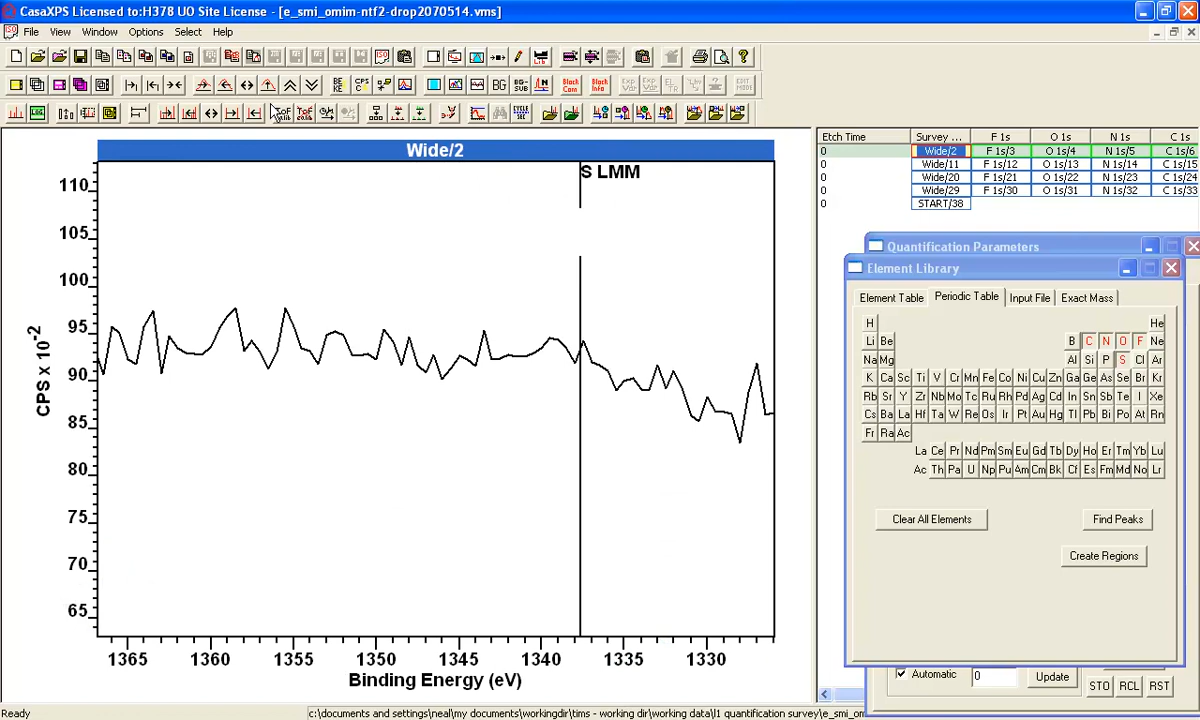 CasaXPS Licensed to:H378 UO Site License - [e_smi_omim-ntf2-drop2070514.vms]
File View Window Options Select Help
Wide/2
S LMM
110
105
100
95
90
85
80
75
70
65
CPS x 10-2
1365 1360 1355 1350 1345 1340 1335 1330
Binding Energy (eV)
Etch Time Survey ... F 1s O 1s N 1s C 1s
0 Wide/2 F 1s/3 O 1s/4 N 1s/5 C 1s/6
0 Wide/11 F 1s/12 O 1s/13 N 1s/14 C 1s/15
0 Wide/20 F 1s/21 O 1s/22 N 1s/23 C 1s/24
0 Wide/29 F 1s/30 O 1s/31 N 1s/32 C 1s/33
0 START/38
Quantification Parameters
Element Library
Element Table Periodic Table Input File Exact Mass
H He
Li Be B C N O F Ne
Na Mg Al Si P S Cl Ar
K Ca Sc Ti V Cr Mn Fe Co Ni Cu Zn Ga Ge As Se Br Kr
Rb Sr Y Zr Nb Mo Tc Ru Rh Pd Ag Cd In Sn Sb Te I Xe
Cs Ba La Hf Ta W Re Os Ir Pt Au Hg Tl Pb Bi Po At Rn
Fr Ra Ac
La Ce Pr Nd Pm Sm Eu Gd Tb Dy Ho Er Tm Yb Lu
Ac Th Pa U Np Pu Am Cm Bk Cf Es Fm Md No Lr
Clear All Elements Find Peaks
Create Regions
Automatic 0 Update
STO RCL RST
Ready c:\documents and settings\neal\my documents\workingdir\tims - working dir\working data\l1 quantification survey\e_smi_om